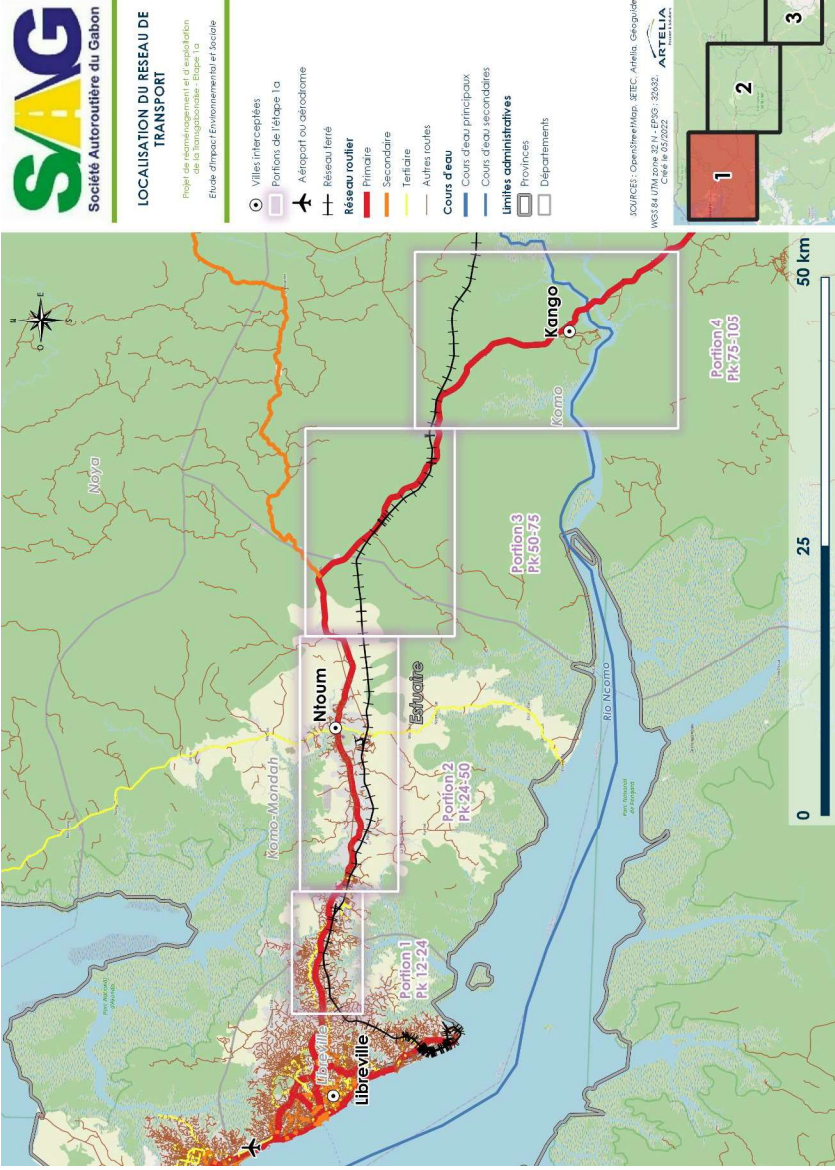 SAG
Société Autoroutière du Gabon
LOCALISATION DU RESEAU DE
TRANSPORT
Projet de réaménagement et d'exploitation
de la Transgabonaise - Etape 1a
Etude d'Impact Environnemental et Sociale
Villes interceptées
Portions de l'étape 1a
Aéroport ou aérodrome
Réseau ferré
Réseau routier
Primaire
Secondaire
Tertiaire
Autres routes
Cours d'eau
Cours d'eau principaux
Cours d'eau secondaires
Limites administratives
Provinces
Départements
SOURCES : OpenStreetMap, SETEC, Artelia, Géoguide
WGS 84 UTM zone 32 N - EPSG : 32632.
Créé le 05/2022
ARTELIA
1
2
3
N
E
S
O
Noya
Komo-Mondah
Ntoum
Estuaire
Kango
Komo
Libreville
Libreville
Portion 1
Pk 12-24
Portion 2
Pk 24-50
Portion 3
Pk 50-75
Portion 4
Pk 75-105
Rio Ncomo
0
25
50 km